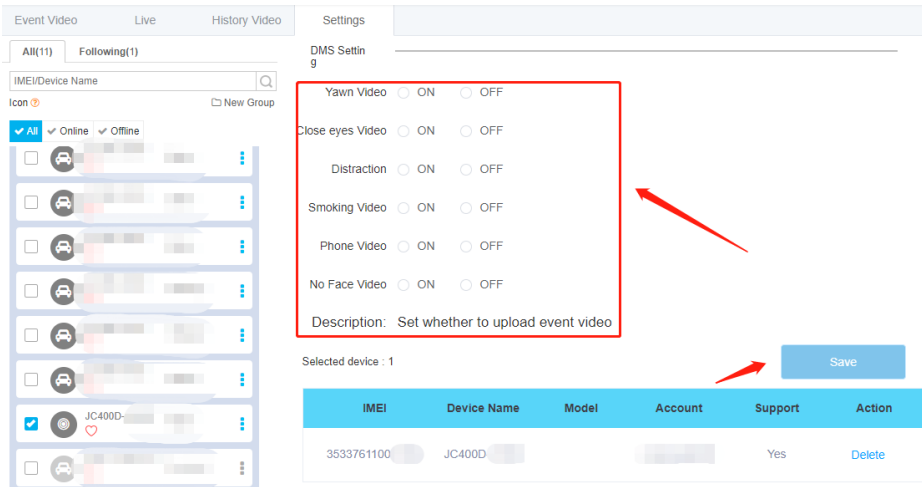 Event Video Live History Video Settings
All(11) Following(1)
IMEI/Device Name
Icon ? New Group
All Online Offline
JC400D-
DMS Settin
g
Yawn Video ON OFF
Close eyes Video ON OFF
Distraction ON OFF
Smoking Video ON OFF
Phone Video ON OFF
No Face Video ON OFF
Description: Set whether to upload event video
Selected device : 1
Save
IMEI Device Name Model Account Support Action
3533761100 JC400D Yes Delete